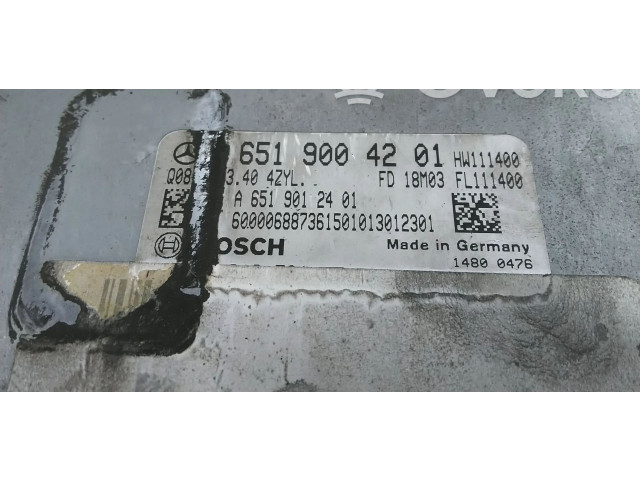 651 900 42 01 HW111400
3.40 4ZYL. FD 18M03 FL111400
A 651 901 24 01
600006887361501013012301
BOSCH Made in Germany
1480 0476